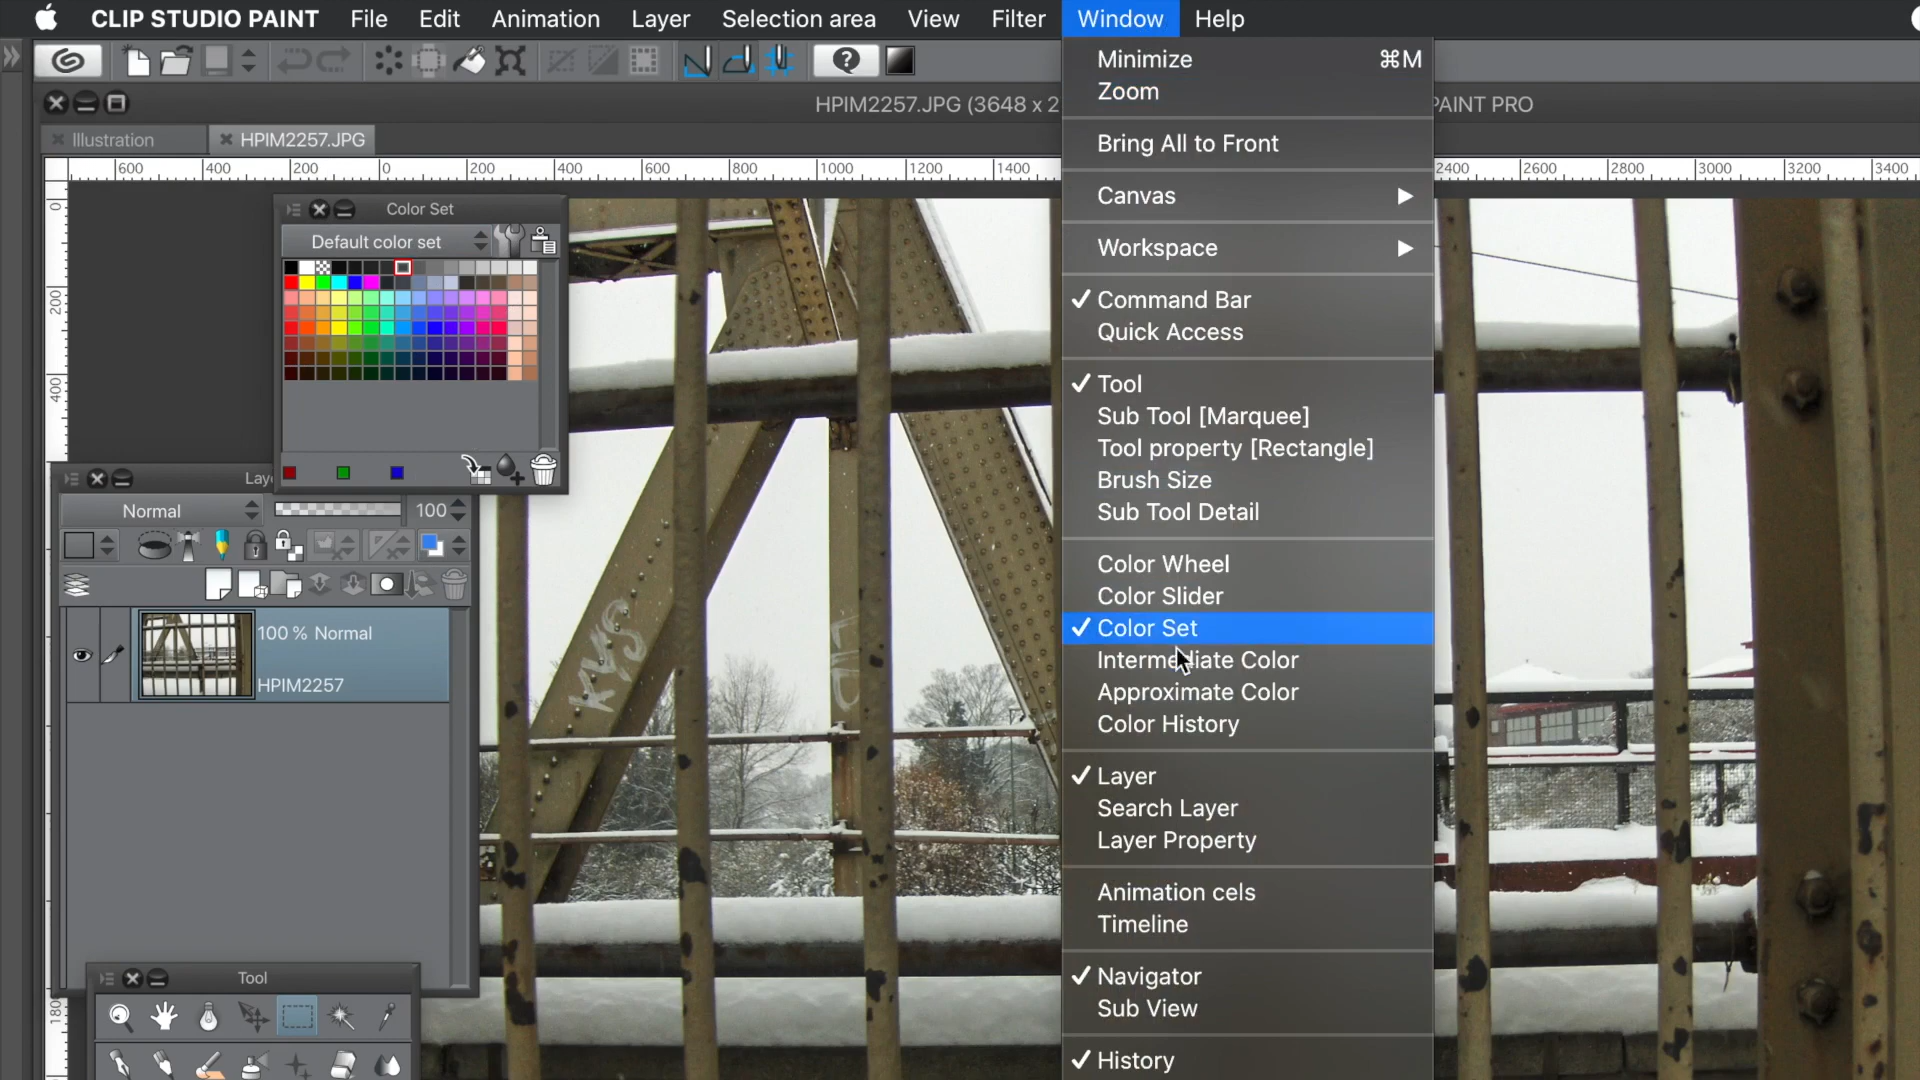 CLIP STUDIO PAINT File Edit Animation Layer Selection area View Filter Window Help
HPIM2257.JPG (3648 x 2
PAINT PRO
Illustration HPIM2257.JPG
600 400 200 0 200 400 600 800 1000 1200 1400 2400 2600 2800 3000 3200 3400
0
200
400
Color Set
Default color set
Laye
Normal 100
100 % Normal
HPIM2257
Tool
KYS
Minimize ⌘M
Zoom
Bring All to Front
Canvas
Workspace
Command Bar
Quick Access
Tool
Sub Tool [Marquee]
Tool property [Rectangle]
Brush Size
Sub Tool Detail
Color Wheel
Color Slider
Color Set
Intermediate Color
Approximate Color
Color History
Layer
Search Layer
Layer Property
Animation cels
Timeline
Navigator
Sub View
History